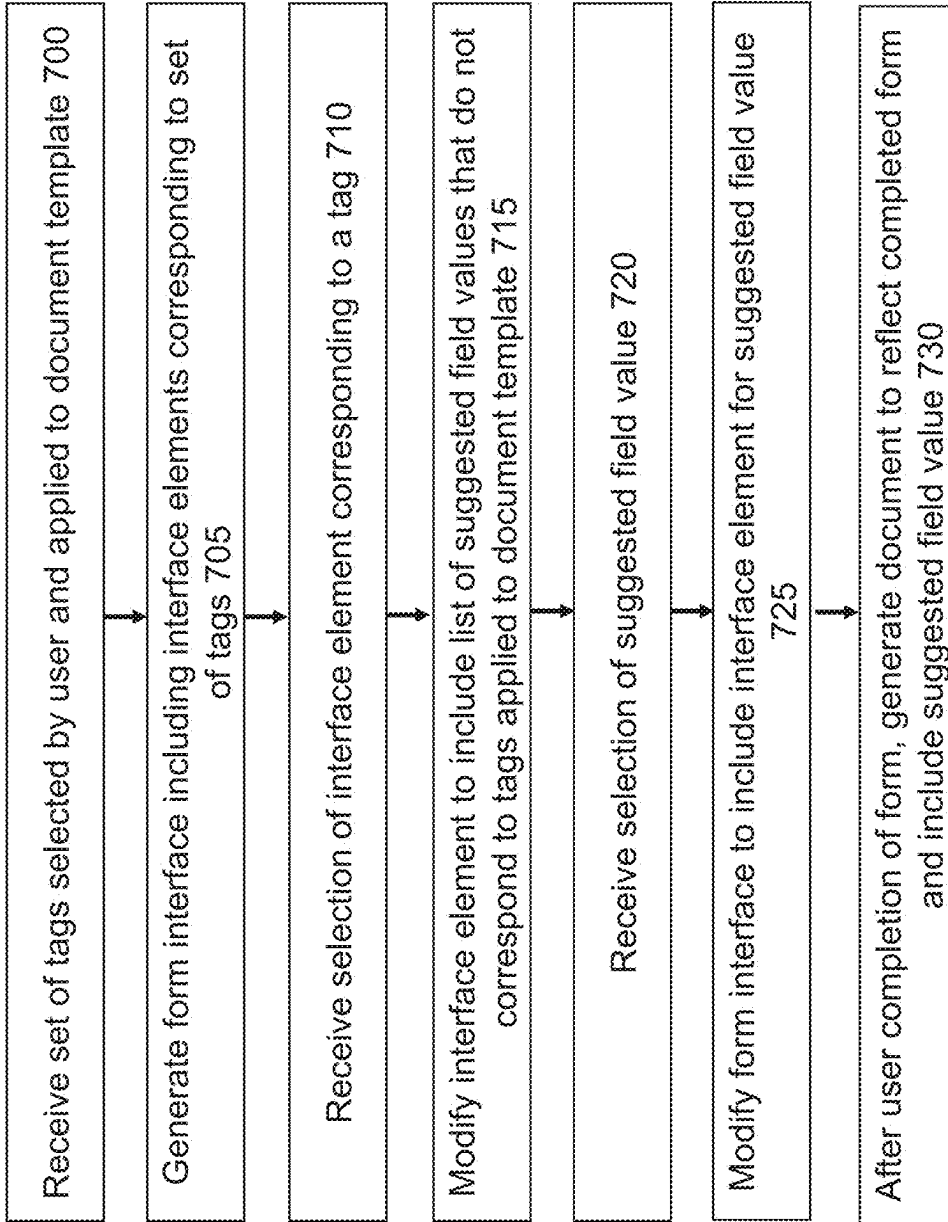 Receive set of tags selected by user and applied to document template 700
Generate form interface including interface elements corresponding to set
of tags 705
Receive selection of interface element corresponding to a tag 710
Modify interface element to include list of suggested field values that do not
correspond to tags applied to document template 715
Receive selection of suggested field value 720
Modify form interface to include interface element for suggested field value
725
After user completion of form, generate document to reflect completed form
and include suggested field value 730